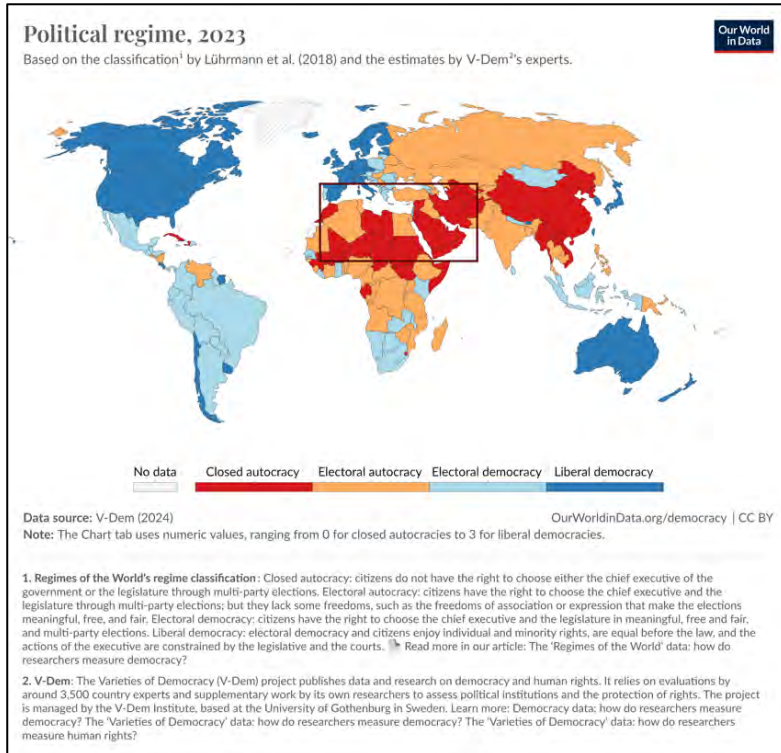 Political regime, 2023
Our World
in Data
Based on the classification¹ by Lührmann et al. (2018) and the estimates by V-Dem²'s experts.
No data
Closed autocracy
Electoral autocracy
Electoral democracy
Liberal democracy
Data source: V-Dem (2024)
OurWorldinData.org/democracy | CC BY
Note: The Chart tab uses numeric values, ranging from 0 for closed autocracies to 3 for liberal democracies.
1. Regimes of the World's regime classification: Closed autocracy: citizens do not have the right to choose either the chief executive of the
government or the legislature through multi-party elections. Electoral autocracy: citizens have the right to choose the chief executive and the
legislature through multi-party elections; but they lack some freedoms, such as the freedoms of association or expression that make the elections
meaningful, free, and fair. Electoral democracy: citizens have the right to choose the chief executive and the legislature in meaningful, free and fair,
and multi-party elections. Liberal democracy: electoral democracy and citizens enjoy individual and minority rights, are equal before the law, and the
actions of the executive are constrained by the legislative and the courts. Read more in our article: The 'Regimes of the World' data: how do
researchers measure democracy?
2. V-Dem: The Varieties of Democracy (V-Dem) project publishes data and research on democracy and human rights. It relies on evaluations by
around 3,500 country experts and supplementary work by its own researchers to assess political institutions and the protection of rights. The project
is managed by the V-Dem Institute, based at the University of Gothenburg in Sweden. Learn more: Democracy data: how do researchers measure
democracy? The 'Varieties of Democracy' data: how do researchers measure democracy? The 'Varieties of Democracy' data: how do researchers
measure human rights?